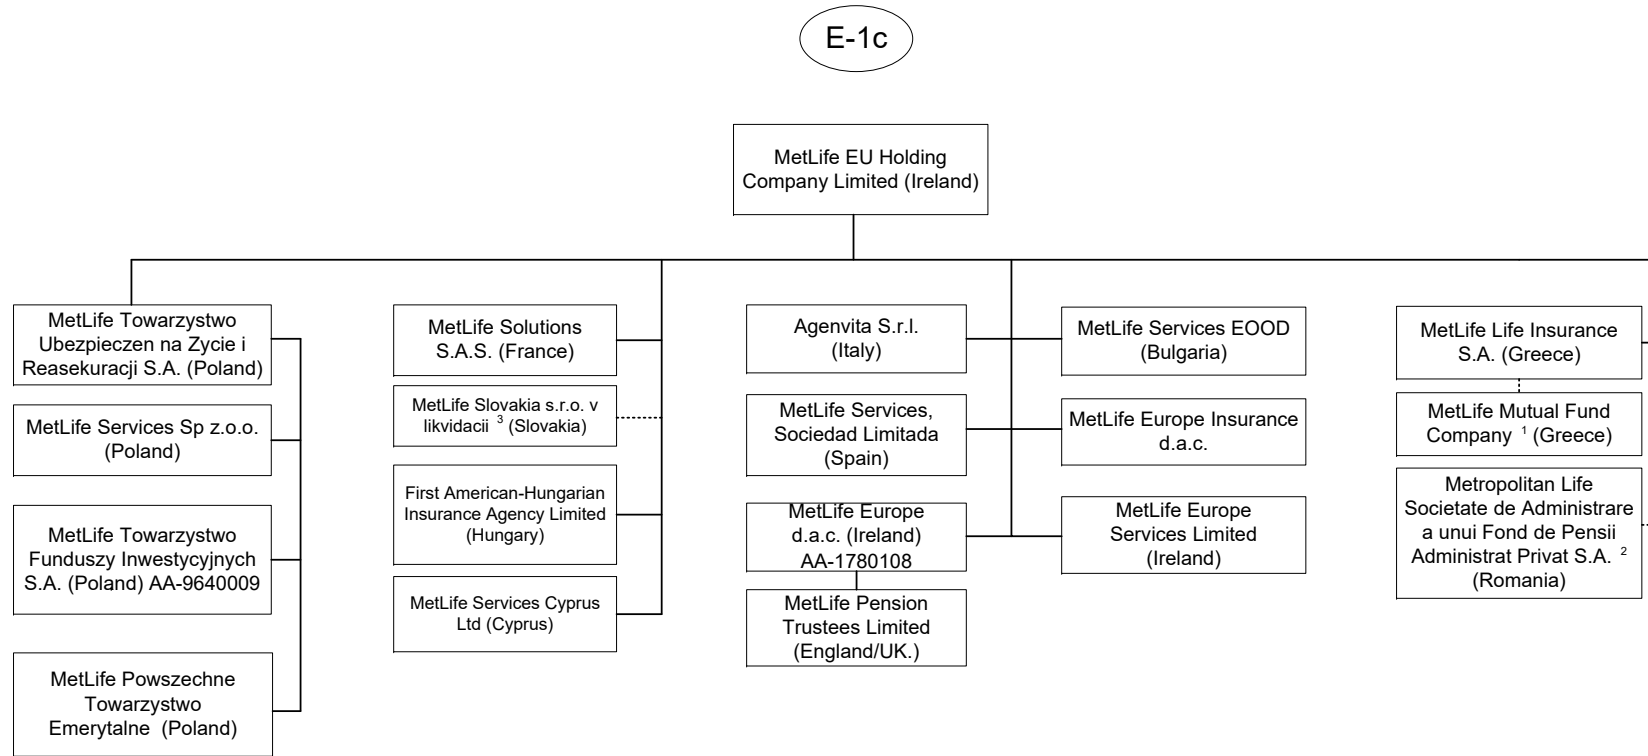 E-1c
MetLife EU Holding
Company Limited (Ireland)
MetLife Towarzystwo
Ubezpieczen na Zycie i
Reasekuracji S.A. (Poland)
MetLife Services Sp z.o.o.
(Poland)
MetLife Towarzystwo
Funduszy Inwestycyjnych
S.A. (Poland) AA-9640009
MetLife Powszechne
Towarzystwo
Emerytalne (Poland)
MetLife Solutions
S.A.S. (France)
MetLife Slovakia s.r.o. v
likvidacii 3 (Slovakia)
First American-Hungarian
Insurance Agency Limited
(Hungary)
MetLife Services Cyprus
Ltd (Cyprus)
Agenvita S.r.l.
(Italy)
MetLife Services,
Sociedad Limitada
(Spain)
MetLife Europe
d.a.c. (Ireland)
AA-1780108
MetLife Pension
Trustees Limited
(England/UK.)
MetLife Services EOOD
(Bulgaria)
MetLife Europe Insurance
d.a.c.
MetLife Europe
Services Limited
(Ireland)
MetLife Life Insurance
S.A. (Greece)
MetLife Mutual Fund
Company 1 (Greece)
Metropolitan Life
Societate de Administrare
a unui Fond de Pensii
Administrat Privat S.A. 2
(Romania)